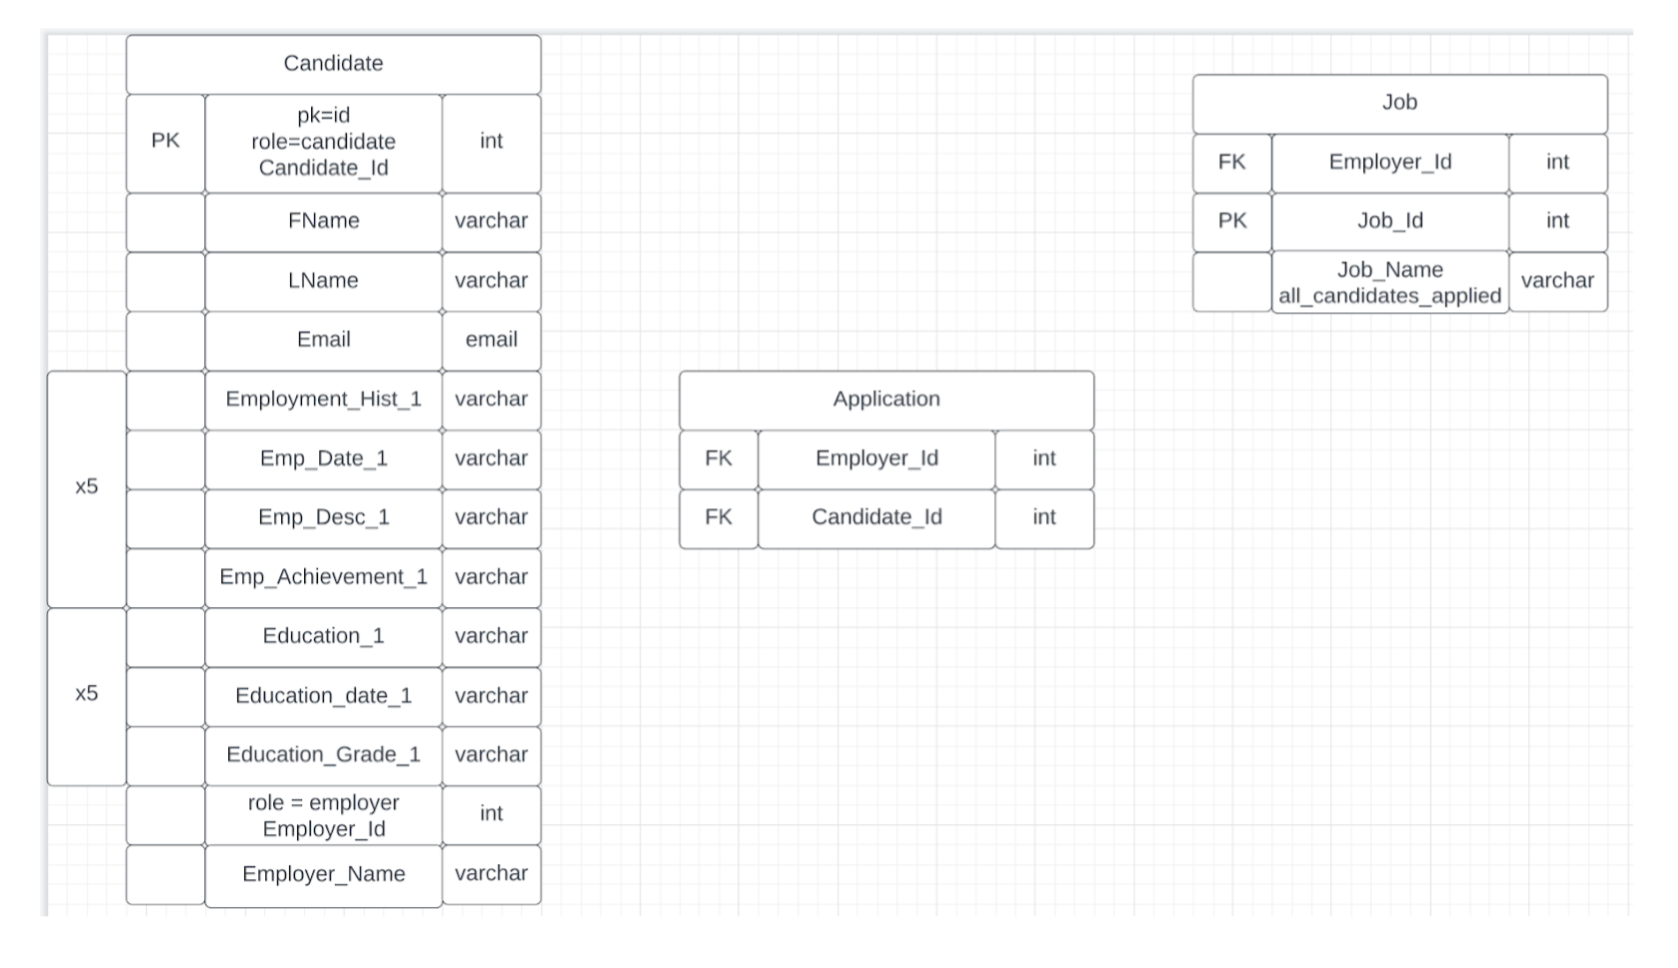 Candidate
PK
pk=id
role=candidate
Candidate_Id
int
FName
varchar
LName
varchar
Email
email
x5
Employment_Hist_1
varchar
Emp_Date_1
varchar
Emp_Desc_1
varchar
Emp_Achievement_1
varchar
x5
Education_1
varchar
Education_date_1
varchar
Education_Grade_1
varchar
role = employer
Employer_Id
int
Employer_Name
varchar
Application
FK
Employer_Id
int
FK
Candidate_Id
int
Job
FK
Employer_Id
int
PK
Job_Id
int
Job_Name
all_candidates_applied
varchar